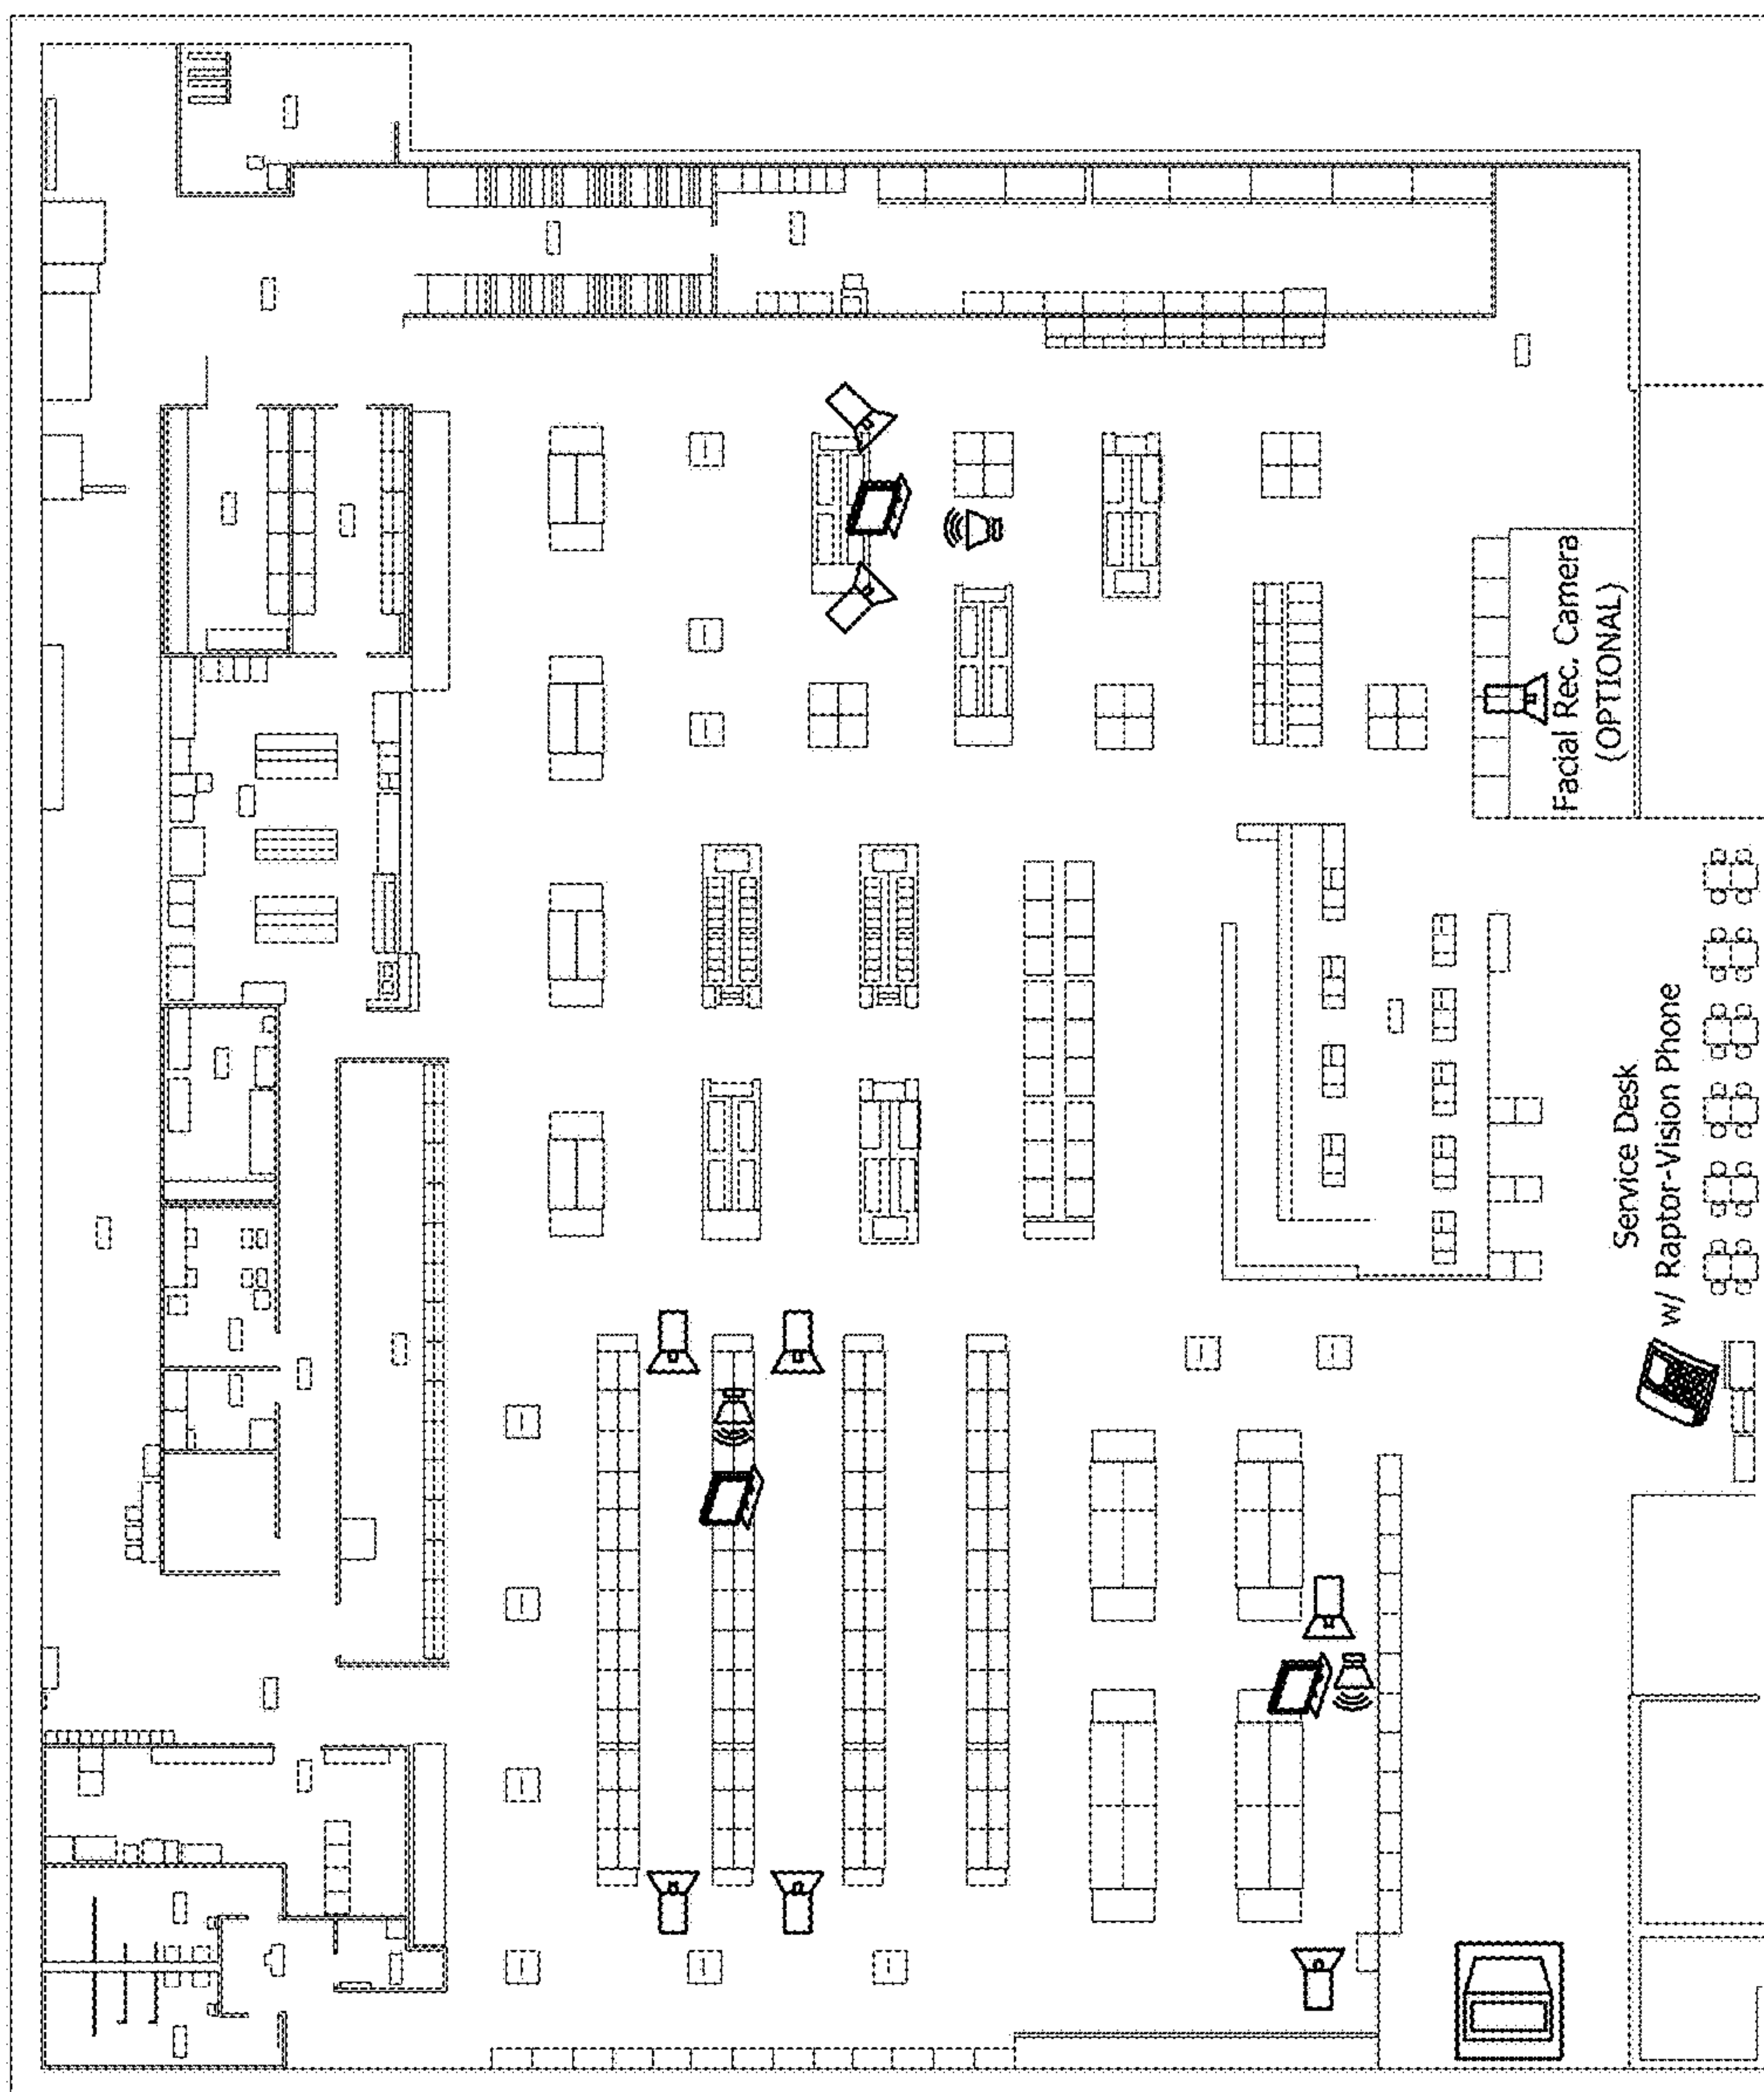 Facial Rec. Camera
(OPTIONAL)
Service Desk
w/ Raptor-Vision Phone